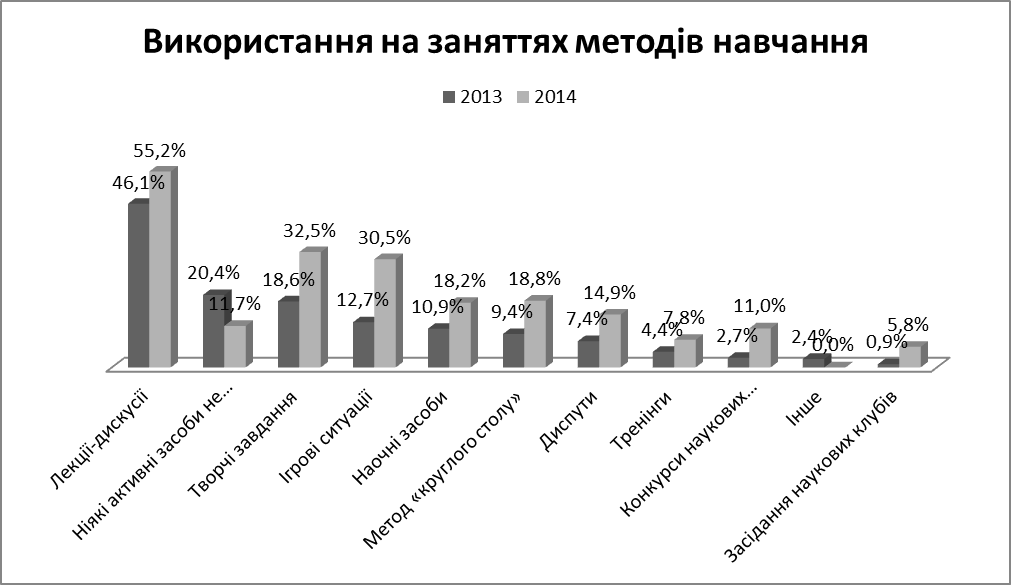 Використання на заняттях методів навчання
2013 2014
46,1% 55,2%
20,4% 11,7%
18,6% 32,5%
12,7% 30,5%
10,9% 18,2%
9,4% 18,8%
7,4% 14,9%
4,4% 7,8%
2,7% 11,0%
2,4% 0,0%
0,9% 5,8%
Лекції-дискусії
Ніякі активні засоби не...
Творчі завдання
Ігрові ситуації
Наочні засоби
Метод «круглого столу»
Диспути
Тренінги
Конкурси наукових...
Інше
Засідання наукових клубів